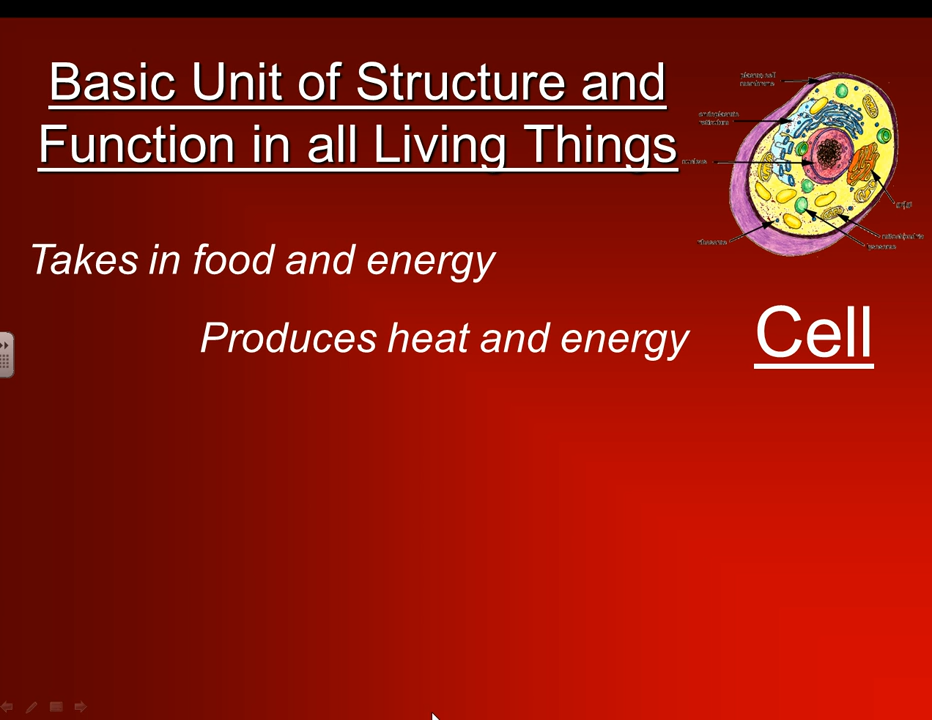 Basic Unit of Structure and
Function in all Living Things
Takes in food and energy
Produces heat and energy
Cell